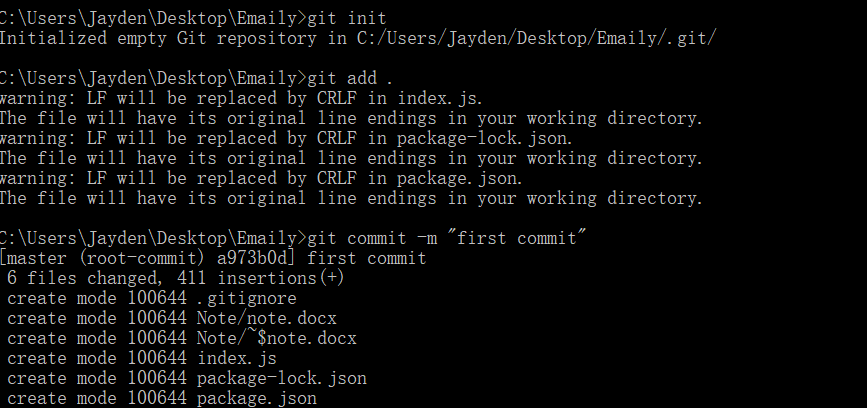 C:\Users\Jayden\Desktop\Emaily>git init
Initialized empty Git repository in C:/Users/Jayden/Desktop/Emaily/.git/
C:\Users\Jayden\Desktop\Emaily>git add .
warning: LF will be replaced by CRLF in index.js.
The file will have its original line endings in your working directory.
warning: LF will be replaced by CRLF in package-lock.json.
The file will have its original line endings in your working directory.
warning: LF will be replaced by CRLF in package.json.
The file will have its original line endings in your working directory.
C:\Users\Jayden\Desktop\Emaily>git commit -m "first commit"
[master (root-commit) a973b0d] first commit
 6 files changed, 411 insertions(+)
 create mode 100644 .gitignore
 create mode 100644 Note/note.docx
 create mode 100644 Note/~$note.docx
 create mode 100644 index.js
 create mode 100644 package-lock.json
 create mode 100644 package.json